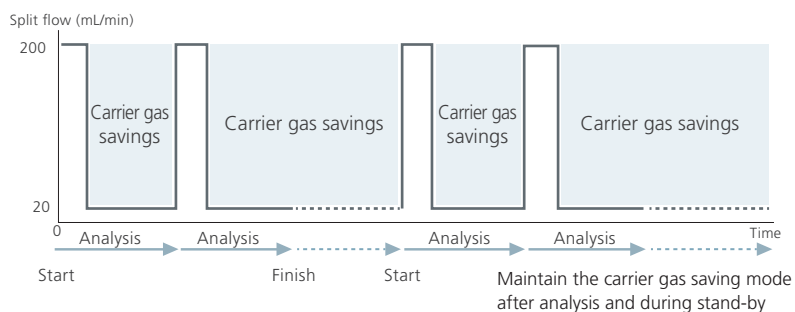 Split flow (mL/min)
200
Carrier gas
savings
Carrier gas savings
Carrier gas
savings
Carrier gas savings
20
0
Analysis
Analysis
Analysis
Analysis
Time
Start
Finish
Start
Maintain the carrier gas saving mode
after analysis and during stand-by